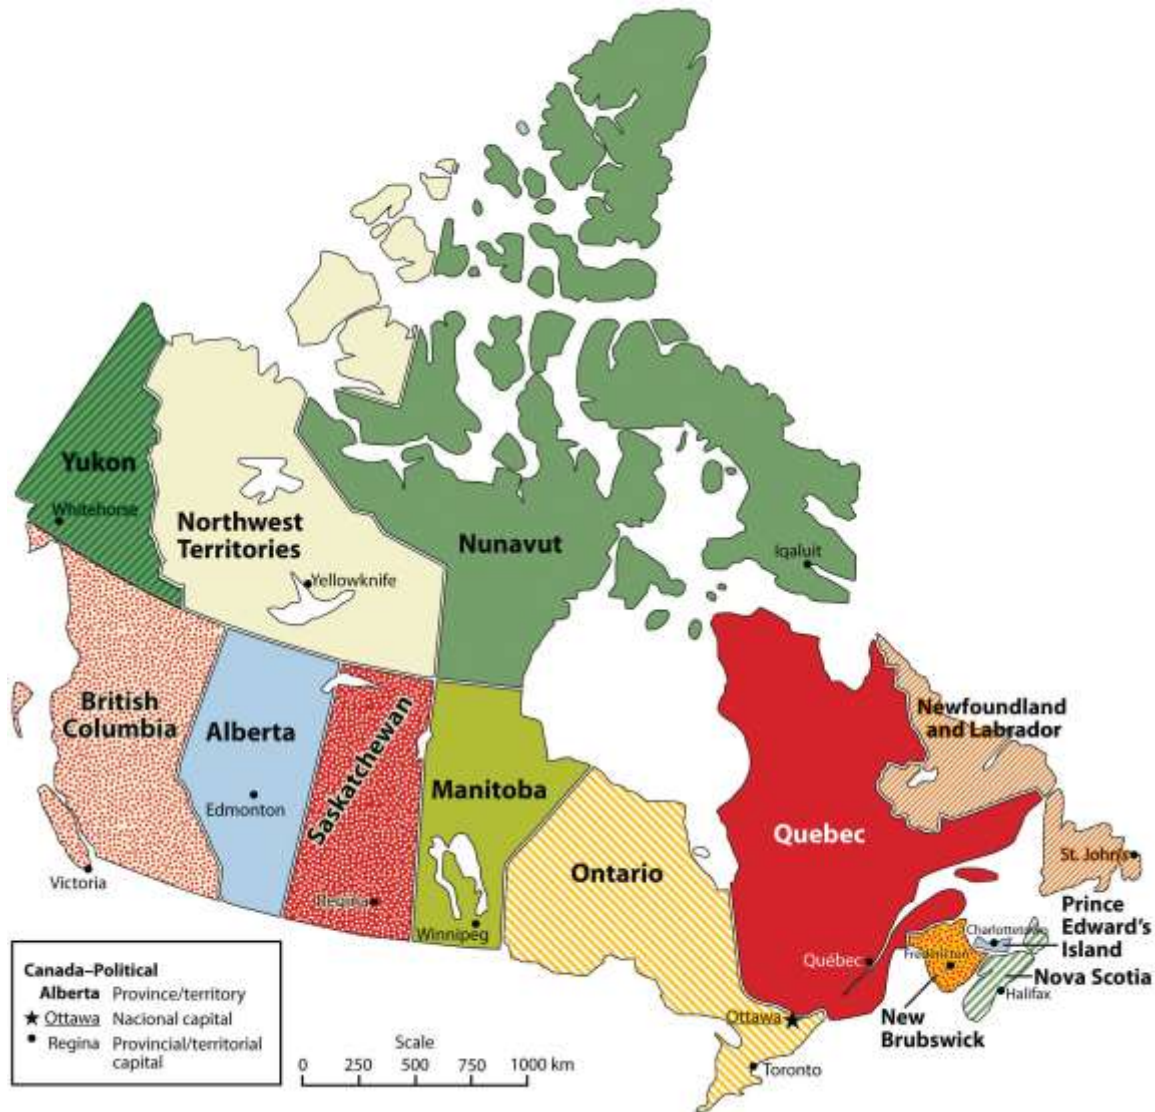 Yukon
Whitehorse
Northwest
Territories
Yellowknife
Nunavut
Iqaluit
British
Columbia
Victoria
Alberta
Edmonton
Saskatchewan
Regina
Manitoba
Winnipeg
Ontario
Ottawa
Toronto
Quebec
Québec
Newfoundland
and Labrador
St. John's
Prince
Edward's
Island
Charlottetown
Fredericton
Nova Scotia
Halifax
New
Brubswick
Canada–Political
Alberta Province/territory
Ottawa Nacional capital
Regina Provincial/territorial
capital
Scale
0 250 500 750 1000 km